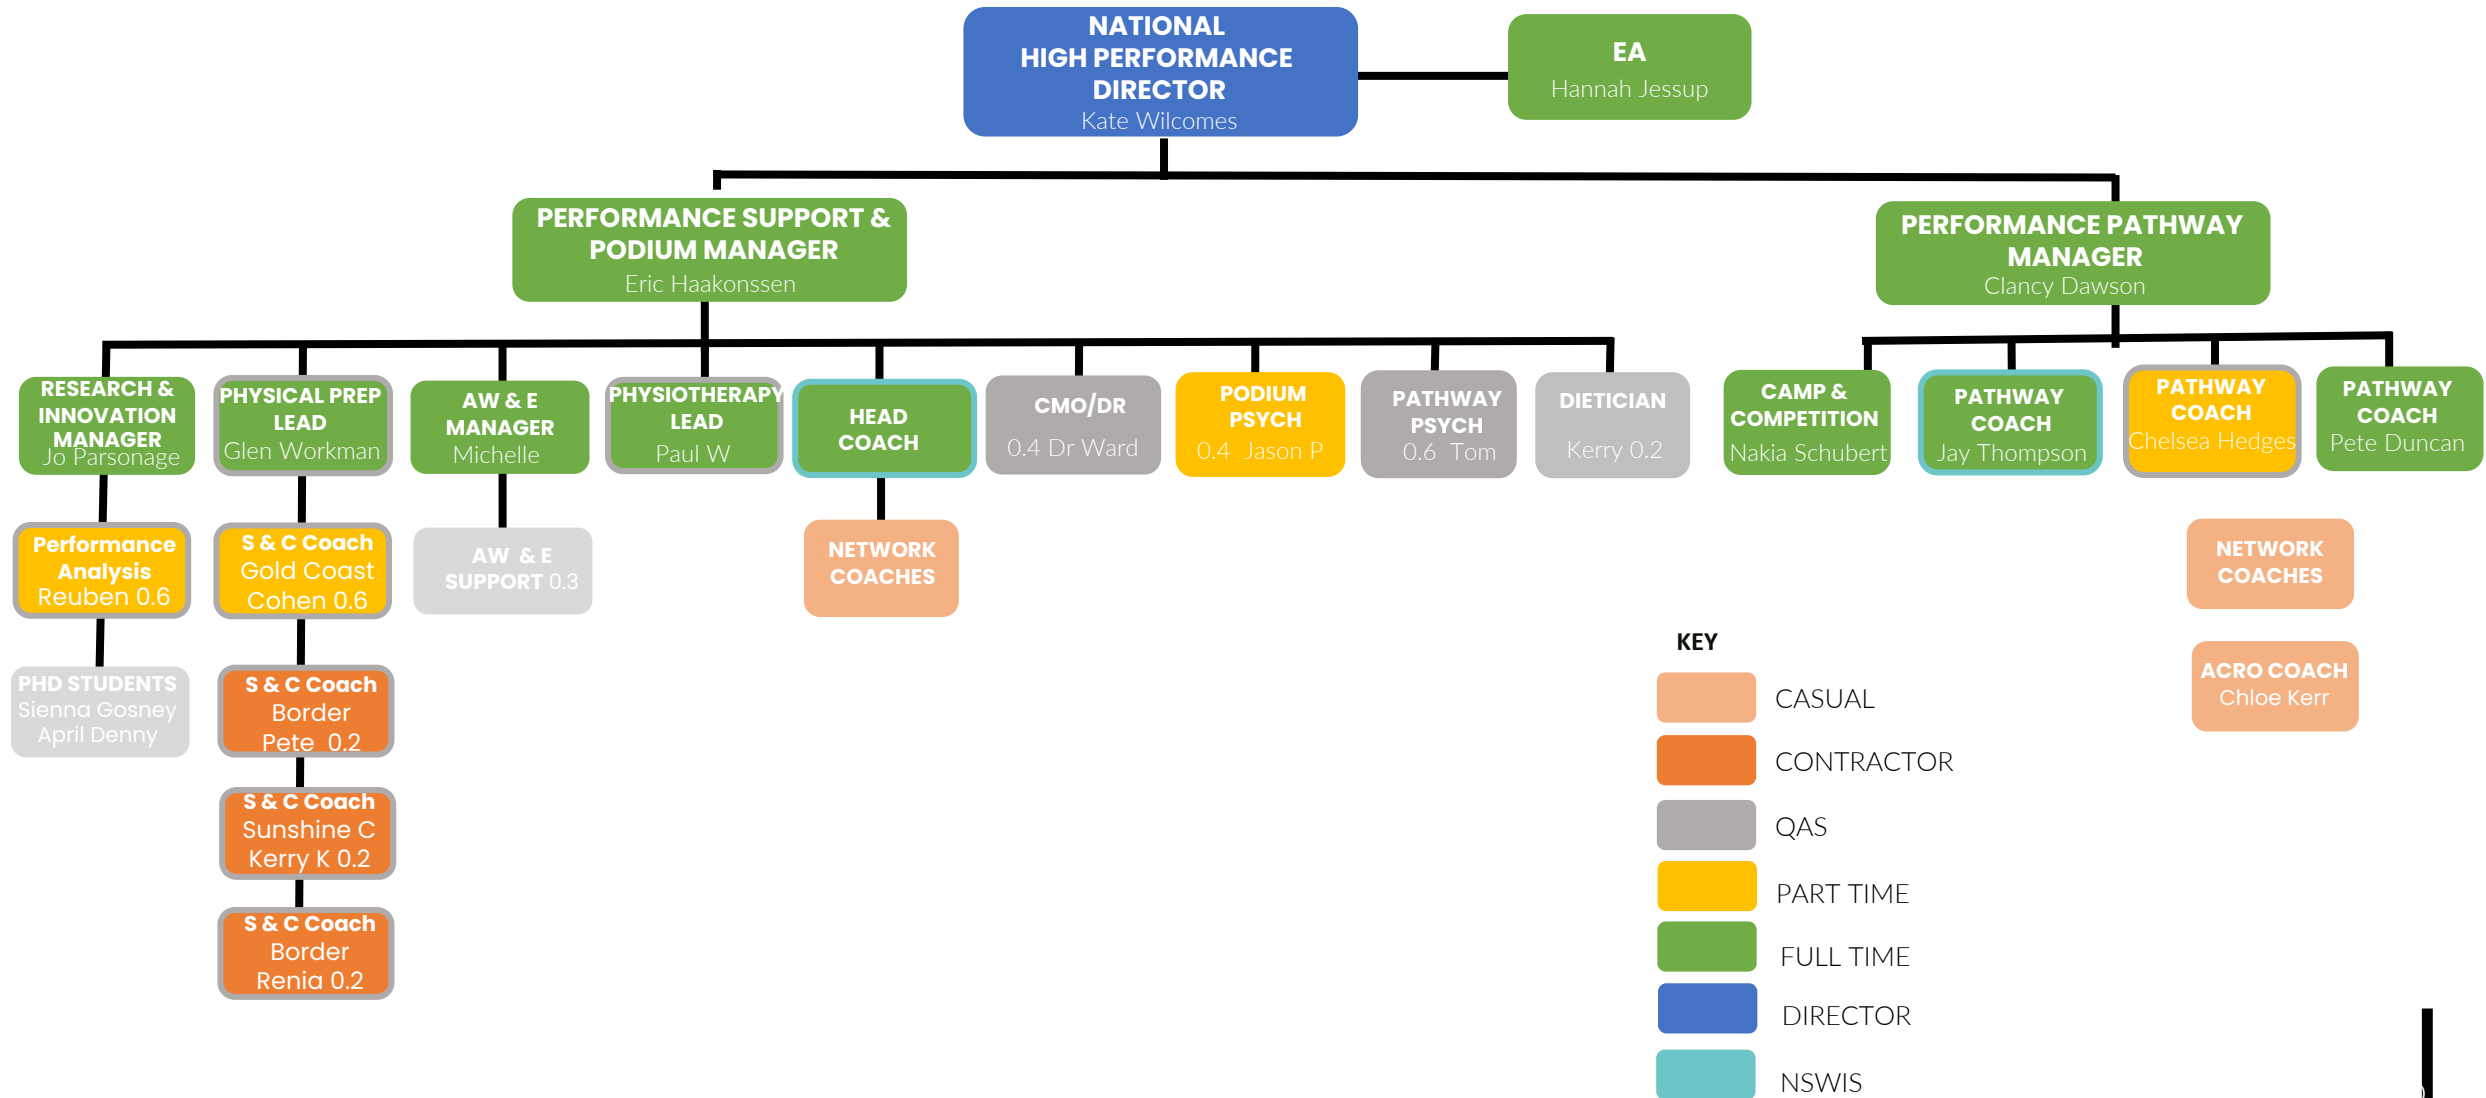 NATIONAL
HIGH PERFORMANCE
DIRECTOR
Kate Wilcomes
EA
Hannah Jessup
PERFORMANCE SUPPORT &
PODIUM MANAGER
Eric Haakonssen
PERFORMANCE PATHWAY
MANAGER
Clancy Dawson
RESEARCH &
INNOVATION
MANAGER
Jo Parsonage
PHYSICAL PREP
LEAD
Glen Workman
AW & E
MANAGER
Michelle
PHYSIOTHERAPY
LEAD
Paul W
HEAD
COACH
CMO/DR
0.4 Dr Ward
PODIUM
PSYCH
0.4 Jason P
PATHWAY
PSYCH
0.6 Tom
DIETICIAN
Kerry 0.2
CAMP &
COMPETITION
Nakia Schubert
PATHWAY
COACH
Jay Thompson
PATHWAY
COACH
Chelsea Hedges
PATHWAY
COACH
Pete Duncan
Performance
Analysis
Reuben 0.6
S & C Coach
Gold Coast
Cohen 0.6
AW & E
SUPPORT 0.3
NETWORK
COACHES
NETWORK
COACHES
PHD STUDENTS
Sienna Gosney
April Denny
S & C Coach
Border
Pete 0.2
ACRO COACH
Chloe Kerr
S & C Coach
Sunshine C
Kerry K 0.2
S & C Coach
Border
Renia 0.2
KEY
CASUAL
CONTRACTOR
QAS
PART TIME
FULL TIME
DIRECTOR
NSWIS